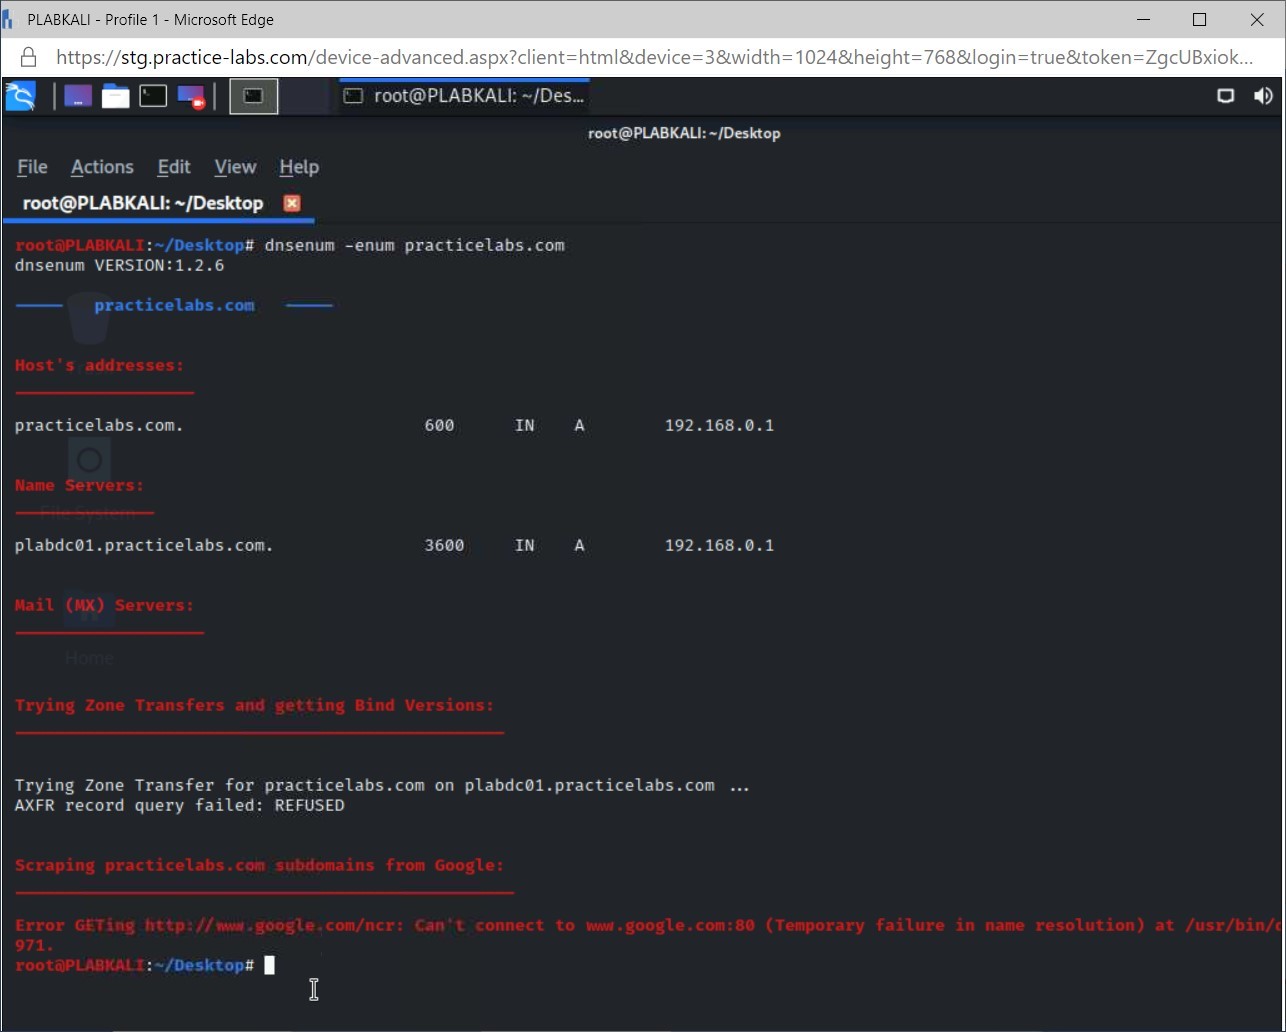 PLABKALI - Profile 1 - Microsoft Edge
https://stg.practice-labs.com/device-advanced.aspx?client=html&device=3&width=1024&height=768&login=true&token=ZgcUBxiok...
root@PLABKALI: ~/Des...
root@PLABKALI: ~/Desktop
File Actions Edit View Help
root@PLABKALI: ~/Desktop
root@PLABKALI:~/Desktop# dnsenum -enum practicelabs.com
dnsenum VERSION:1.2.6
practicelabs.com
Host's addresses:
practicelabs.com. 600 IN A 192.168.0.1
Name Servers:
File System
plabdc01.practicelabs.com. 3600 IN A 192.168.0.1
Mail (MX) Servers:
Home
Trying Zone Transfers and getting Bind Versions:
Trying Zone Transfer for practicelabs.com on plabdc01.practicelabs.com ...
AXFR record query failed: REFUSED
Scraping practicelabs.com subdomains from Google:
Error GETing http://www.google.com/ncr: Can't connect to www.google.com:80 (Temporary failure in name resolution) at /usr/bin/
971.
root@PLABKALI:~/Desktop#